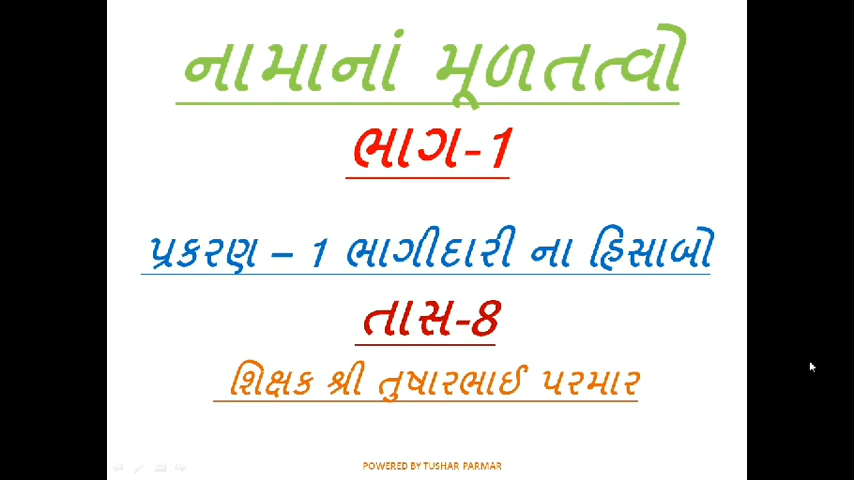 નામાનાં મૂળતત્વો
ભાગ-1
પ્રકરણ – 1 ભાગીદારી ના હિસાબો
તાસ-8
શિક્ષક શ્રી તુષારભાઈ પરમાર
POWERED BY TUSHAR PARMAR